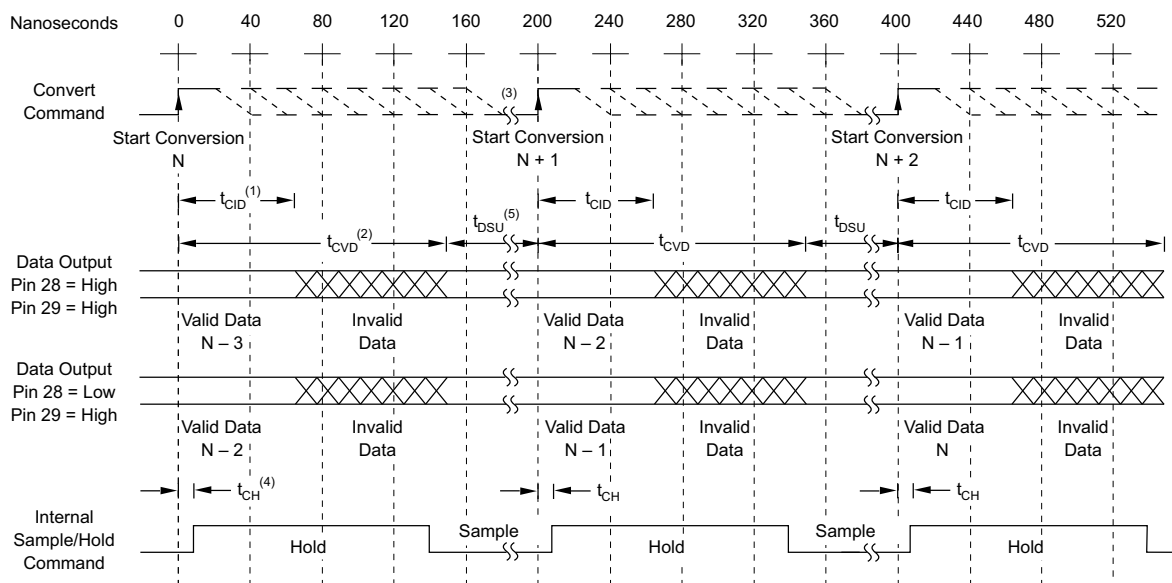 Nanoseconds 0 40 80 120 160 200 240 280 320 360 400 440 480 520
Convert
Command
(3)
Start Conversion
N
Start Conversion
N + 1
Start Conversion
N + 2
tCID(1) tCID tCID
tDSU(5) tDSU
tCVD(2) tCVD tCVD
Data Output
Pin 28 = High
Pin 29 = High
Valid Data
N – 3
Invalid
Data
Valid Data
N – 2
Invalid
Data
Valid Data
N – 1
Invalid
Data
Data Output
Pin 28 = Low
Pin 29 = High
Valid Data
N – 2
Invalid
Data
Valid Data
N – 1
Invalid
Data
Valid Data
N
Invalid
Data
tCH(4) tCH tCH
Internal
Sample/Hold
Command
Hold Sample Hold Sample Hold